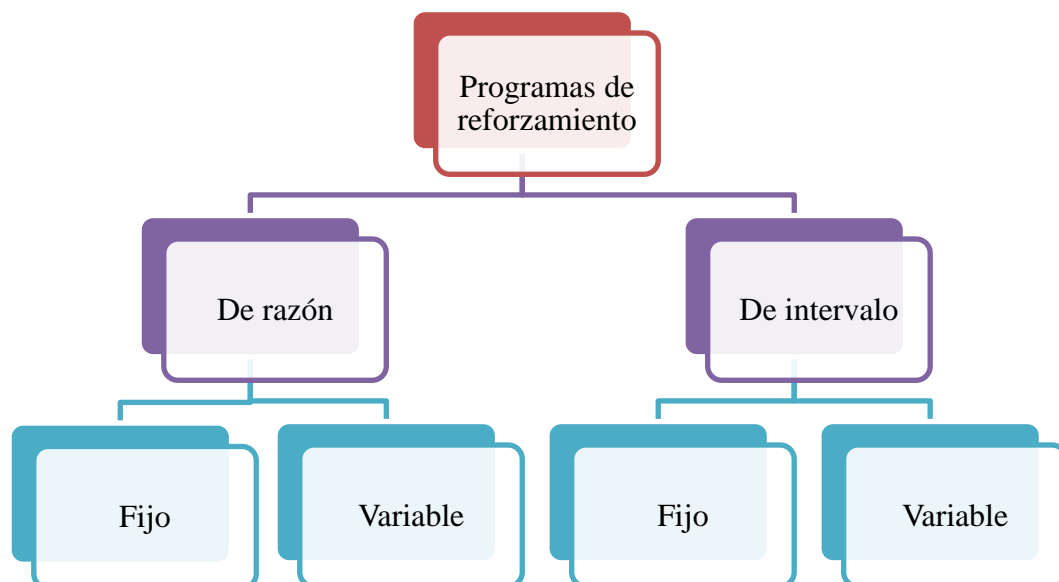 Programas de
reforzamiento
De razón
De intervalo
Fijo
Variable
Fijo
Variable